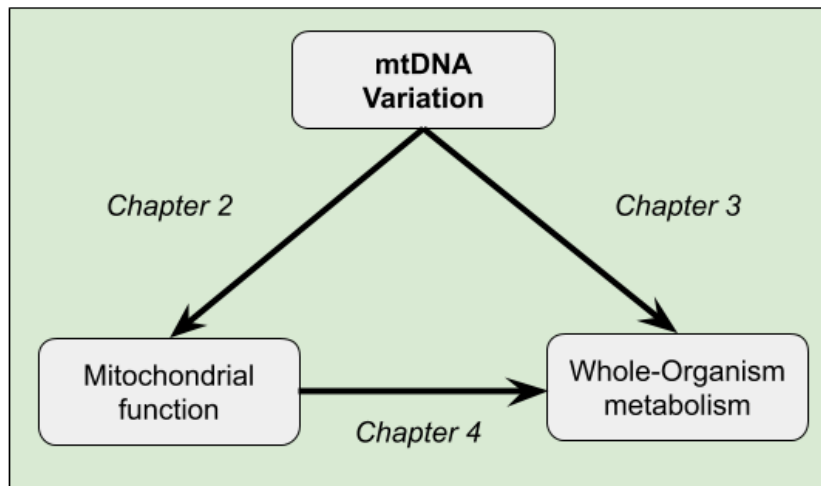 mtDNA
Variation
Chapter 2
Chapter 3
Mitochondrial
function
Whole-Organism
metabolism
Chapter 4